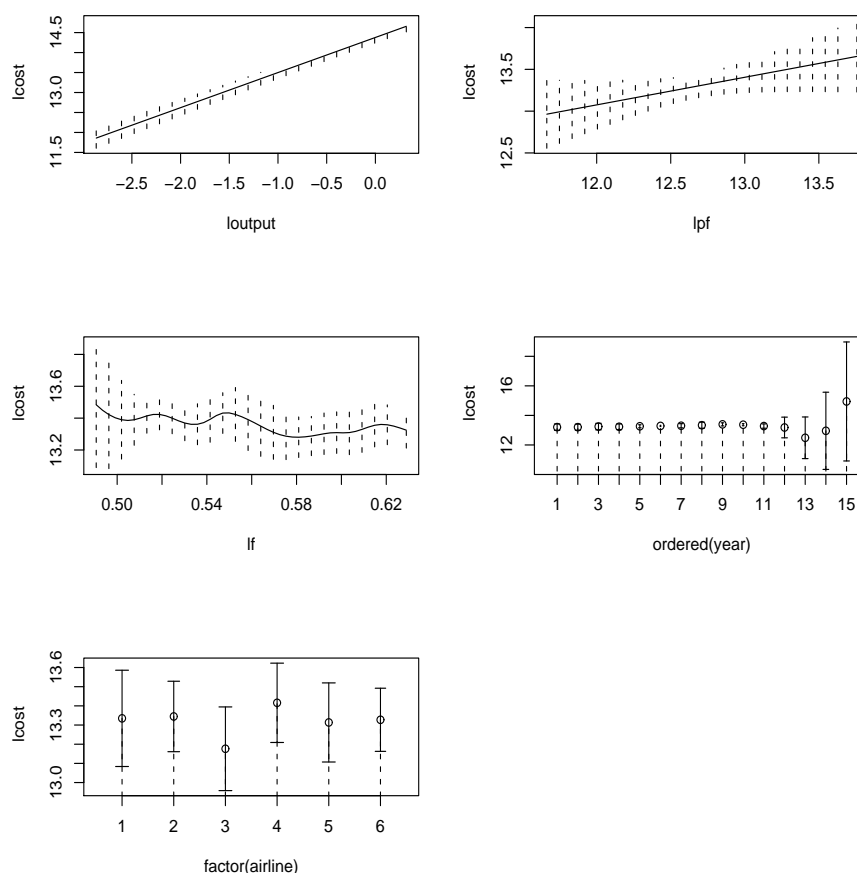 lcost
11.5 13.0 14.5
−2.5 −2.0 −1.5 −1.0 −0.5 0.0
loutput
lcost
12.5 13.5
12.0 12.5 13.0 13.5
lpf
lcost
13.2 13.6
0.50 0.54 0.58 0.62
lf
lcost
12 16
1 3 5 7 9 11 13 15
ordered(year)
lcost
13.0 13.3 13.6
1 2 3 4 5 6
factor(airline)